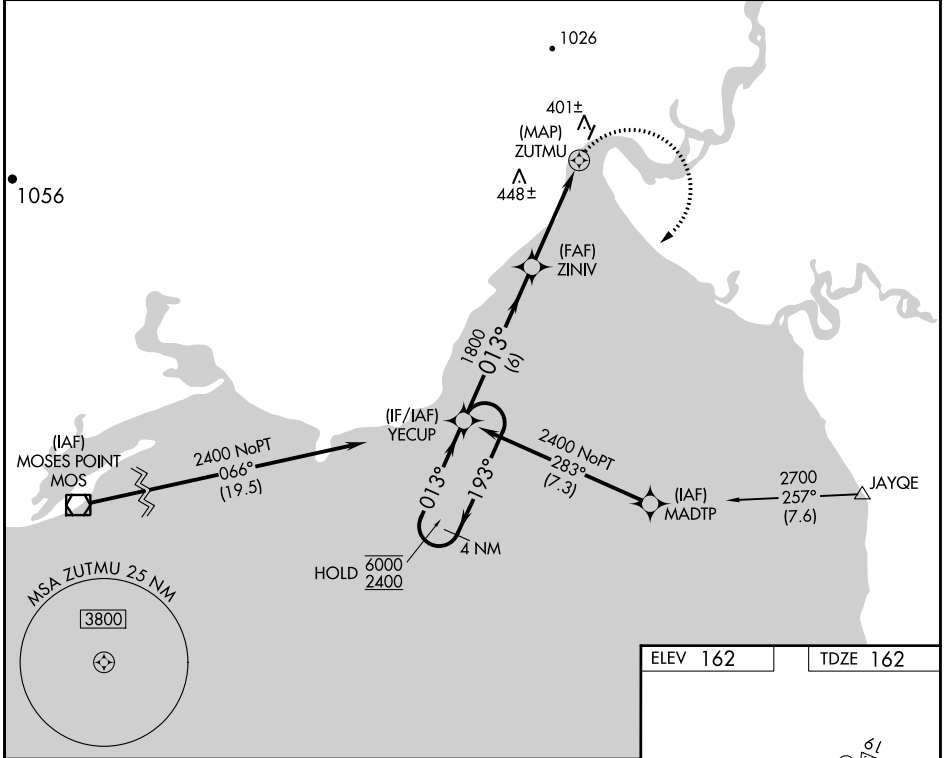 1026
401±
(MAP)
ZUTMU
448±
1056
(FAF)
ZINIV
1800
013°
(6)
(IF/IAF)
YECUP
(IAF)
MOSES POINT
MOS
2400 NoPT
066°
(19.5)
2400 NoPT
283°
(7.3)
(IAF)
MADTP
2700
257°
(7.6)
JAYQE
013°
193°
4 NM
HOLD 6000
2400
MSA ZUTMU 25 NM
3800
ELEV 162
TDZE 162
19